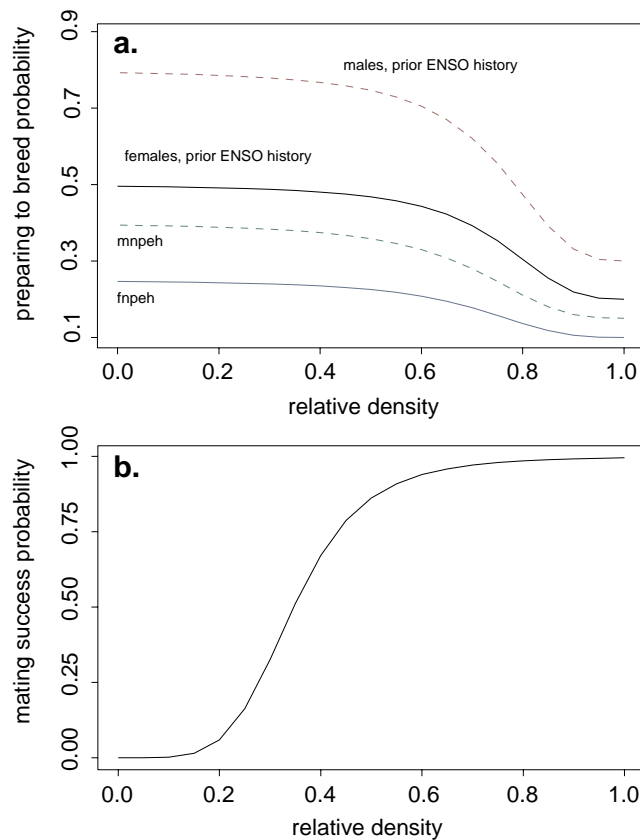 a.
males, prior ENSO history
females, prior ENSO history
mnpeh
fnpeh
preparing to breed probability
0.9
0.7
0.5
0.3
0.1
0.0 0.2 0.4 0.6 0.8 1.0
relative density
b.
mating success probability
1.00
0.75
0.50
0.25
0.00
0.0 0.2 0.4 0.6 0.8 1.0
relative density